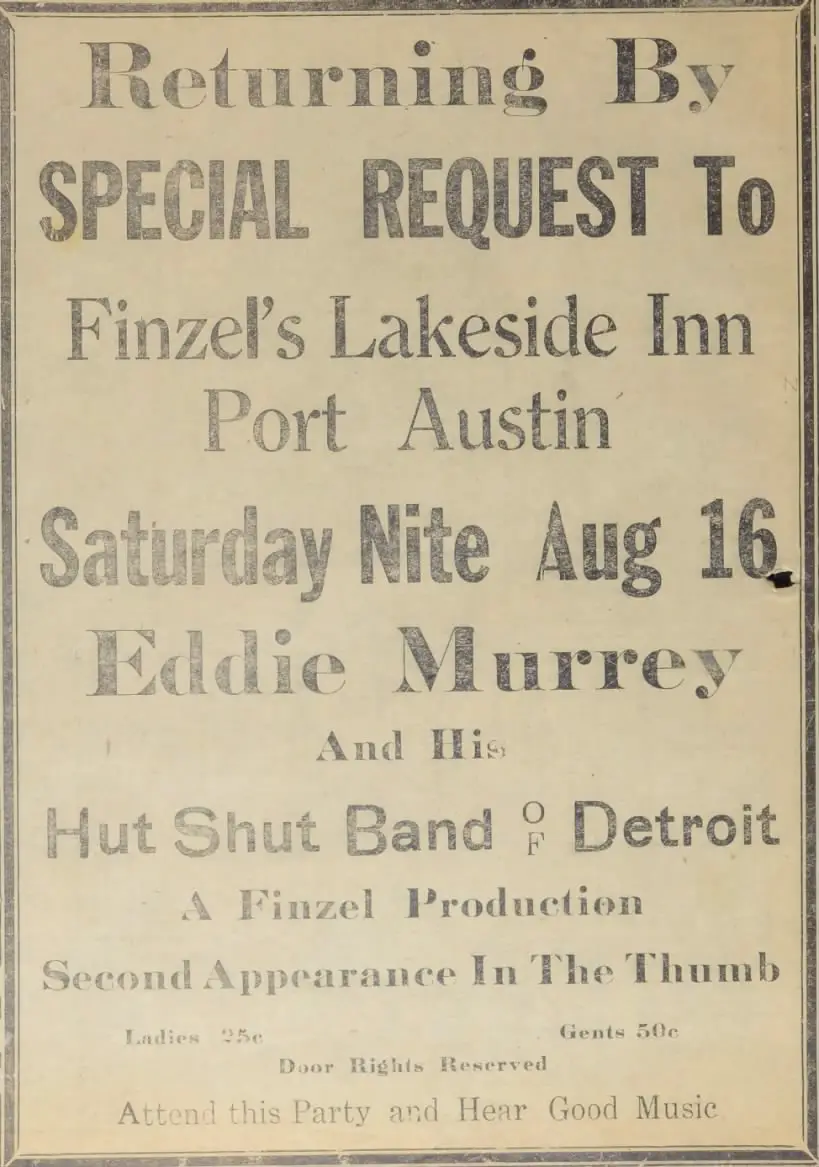 Returning By
SPECIAL REQUEST To
Finzel's Lakeside Inn
Port Austin
Saturday Nite Aug 16
Eddie Murrey
And His
Hut Shut Band OF Detroit
A Finzel Production
Second Appearance In The Thumb
Ladies 25c Gents 50c
Door Rights Reserved
Attend this Party and Hear Good Music